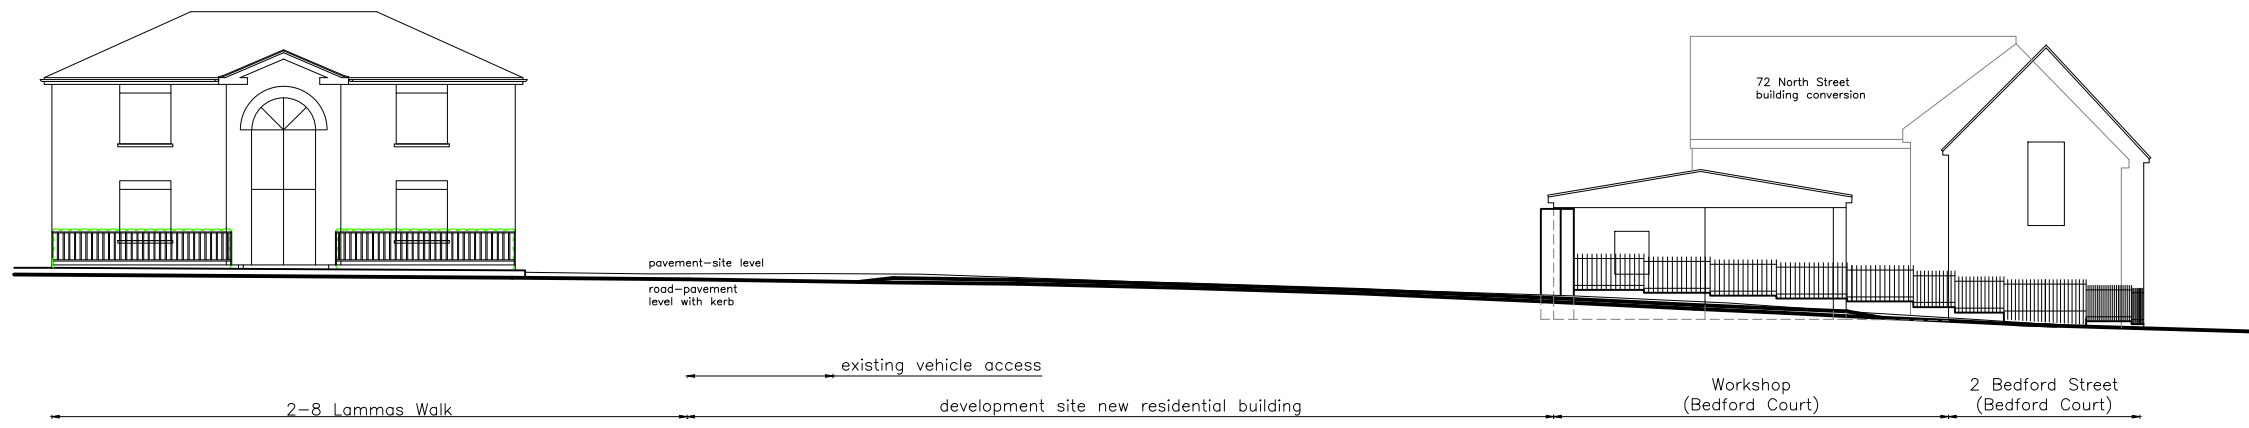 72 North Street
building conversion
pavement-site level
road-pavement
level with kerb
existing vehicle access
2-8 Lammas Walk
development site new residential building
Workshop
(Bedford Court)
2 Bedford Street
(Bedford Court)